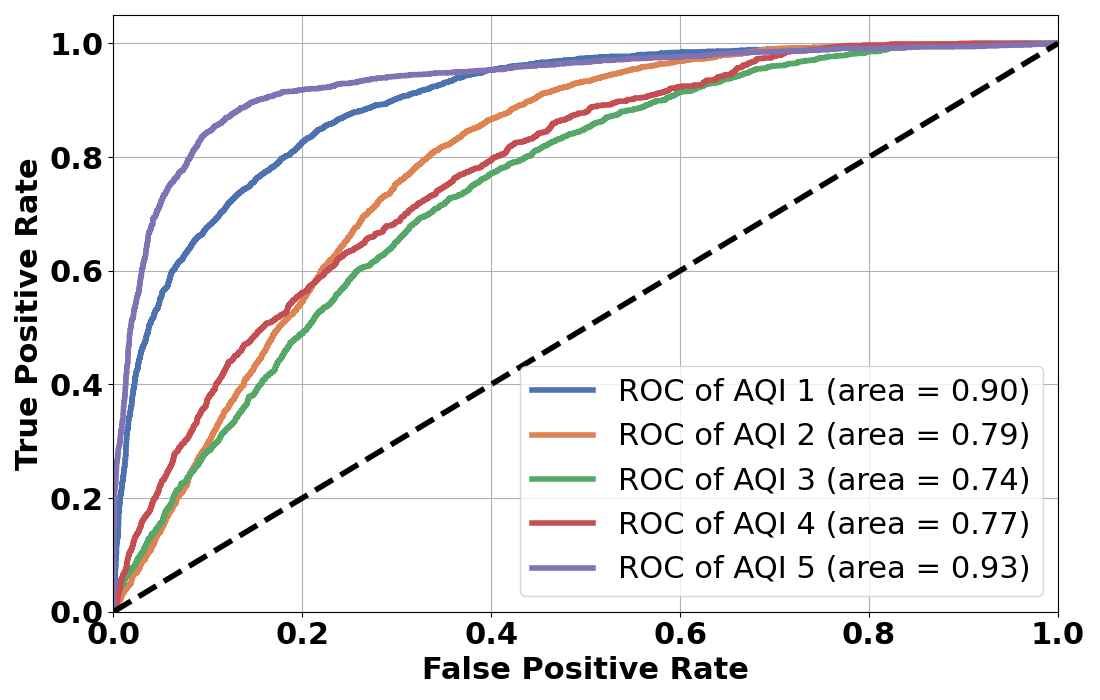 1.0
0.8
0.6
0.4
0.2
0.0
True Positive Rate
ROC of AQI 1 (area = 0.90)
ROC of AQI 2 (area = 0.79)
ROC of AQI 3 (area = 0.74)
ROC of AQI 4 (area = 0.77)
ROC of AQI 5 (area = 0.93)
0.0 0.2 0.4 0.6 0.8 1.0
False Positive Rate